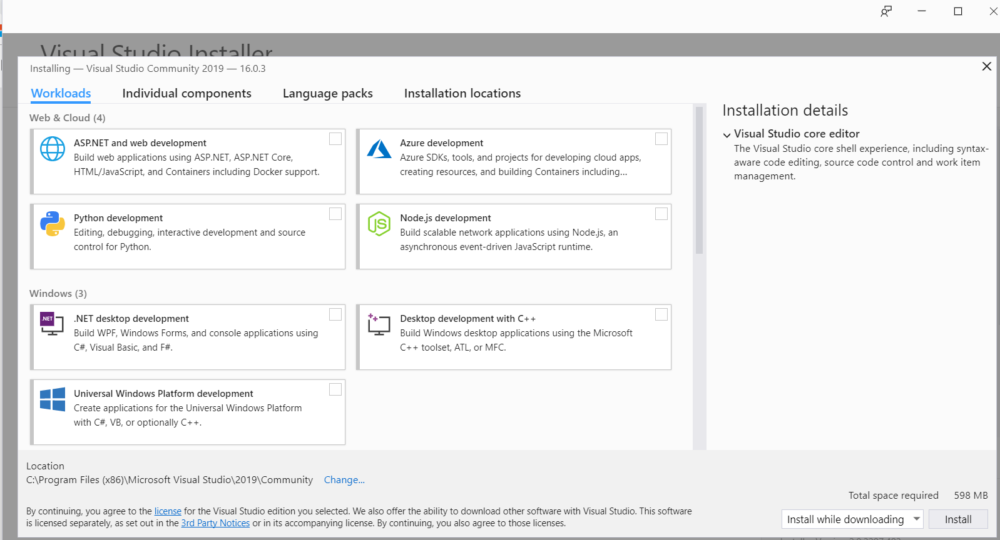 Visual Studio Installer
Installing — Visual Studio Community 2019 — 16.0.3
Workloads
Individual components
Language packs
Installation locations
Web & Cloud (4)
ASP.NET and web development
Build web applications using ASP.NET, ASP.NET Core,
HTML/JavaScript, and Containers including Docker support.
Azure development
Azure SDKs, tools, and projects for developing cloud apps,
creating resources, and building Containers including...
Python development
Editing, debugging, interactive development and source
control for Python.
Node.js development
Build scalable network applications using Node.js, an
asynchronous event-driven JavaScript runtime.
Windows (3)
.NET
.NET desktop development
Build WPF, Windows Forms, and console applications using
C#, Visual Basic, and F#.
Desktop development with C++
Build Windows desktop applications using the Microsoft
C++ toolset, ATL, or MFC.
Universal Windows Platform development
Create applications for the Universal Windows Platform
with C#, VB, or optionally C++.
Installation details
Visual Studio core editor
The Visual Studio core shell experience, including syntax-
aware code editing, source code control and work item
management.
Location
C:\Program Files (x86)\Microsoft Visual Studio\2019\Community
Change...
By continuing, you agree to the license for the Visual Studio edition you selected. We also offer the ability to download other software with Visual Studio. This software
is licensed separately, as set out in the 3rd Party Notices or in its accompanying license. By continuing, you also agree to those licenses.
Total space required
598 MB
Install while downloading
Install